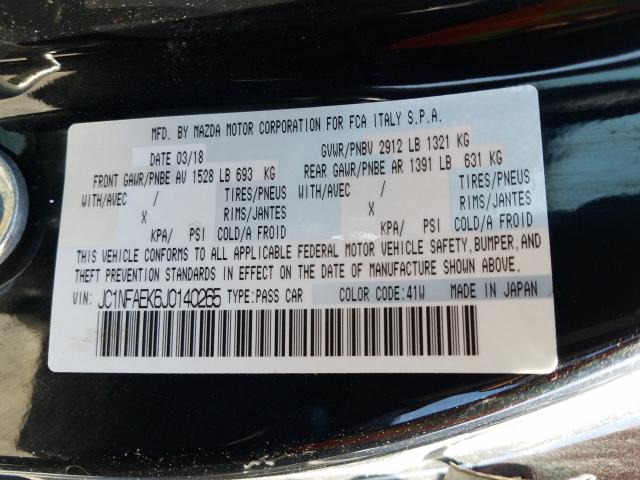 MFD. BY MAZDA MOTOR CORPORATION FOR FCA ITALY S.P.A.
DATE 03/18 GVWR/PNBV 2912 LB 1321 KG
FRONT GAWR/PNBE AV 1528 LB 693 KG REAR GAWR/PNBE AR 1391 LB 631 KG
WITH/AVEC / TIRES/PNEUS WITH/AVEC / TIRES/PNEUS
X RIMS/JANTES X RIMS/JANTES
KPA/ PSI COLD/A FROID KPA/ PSI COLD/A FROID
THIS VEHICLE CONFORMS TO ALL APPLICABLE FEDERAL MOTOR VEHICLE SAFETY, BUMPER, AND
THEFT PREVENTION STANDARDS IN EFFECT ON THE DATE OF MANUFACTURE SHOWN ABOVE.
VIN: JC1NFAEK6J0140265 TYPE:PASS CAR COLOR CODE:41W MADE IN JAPAN